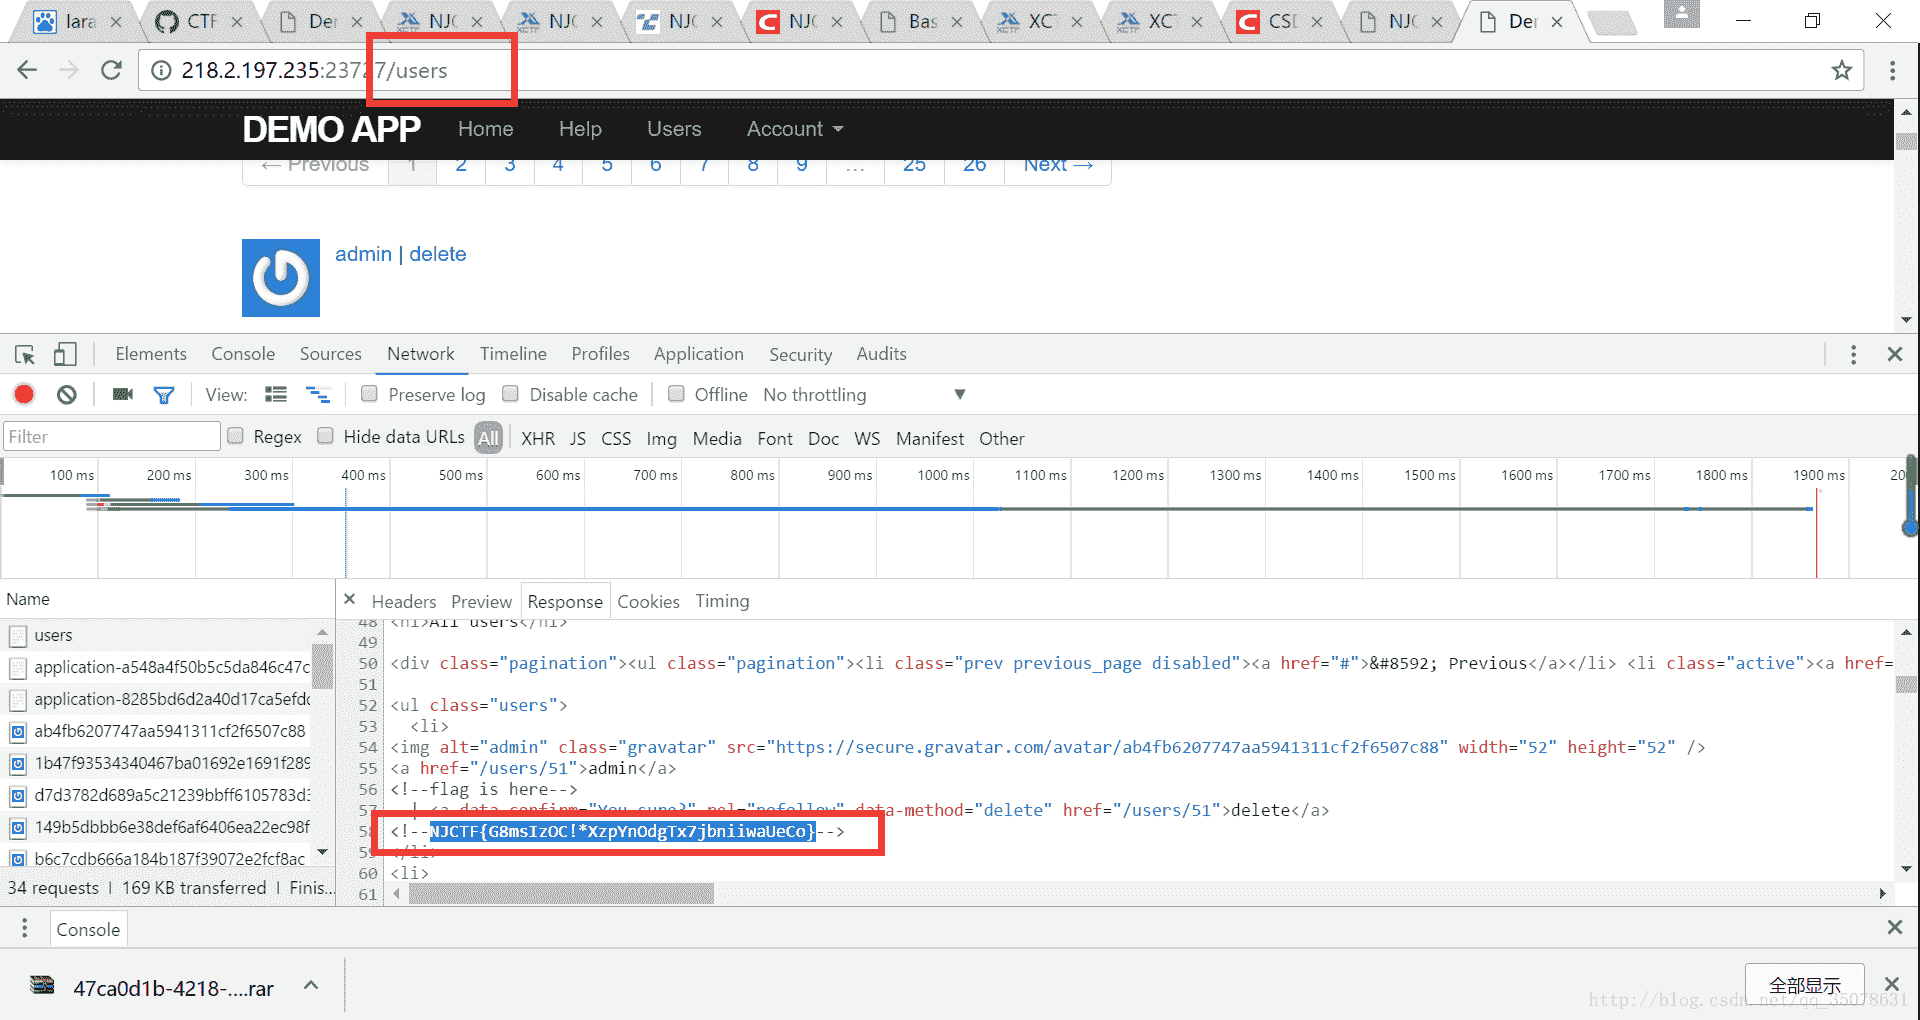 lara
CTF
Der
NJC
NJC
NJC
NJC
Bas
XCT
XCT
CSD
NJC
Der
218.2.197.235:23727/users
DEMO APP Home Help Users Account
← Previous 1 2 3 4 5 6 7 8 9 … 25 26 Next →
admin | delete
Elements Console Sources Network Timeline Profiles Application Security Audits
View: Preserve log Disable cache Offline No throttling
Filter Regex Hide data URLs All XHR JS CSS Img Media Font Doc WS Manifest Other
100 ms 200 ms 300 ms 400 ms 500 ms 600 ms 700 ms 800 ms 900 ms 1000 ms 1100 ms 1200 ms 1300 ms 1400 ms 1500 ms 1600 ms 1700 ms 1800 ms 1900 ms 20
Name
users
application-a548a4f50b5c5da846c47c
application-8285bd6d2a40d17ca5efdc
ab4fb6207747aa5941311cf2f6507c88
1b47f93534340467ba01692e1691f289
d7d3782d689a5c21239bbff6105783d3
149b5dbbb6e38def6af6406ea22ec98f
b6c7cdb666a184b187f39072e2fcf8ac
34 requests | 169 KB transferred | Finis...
Headers Preview Response Cookies Timing
48 <h1>All users</h1>
49
50 <div class="pagination"><ul class="pagination"><li class="prev previous_page disabled"><a href="#">&#8592; Previous</a></li> <li class="active"><a href=
51
52 <ul class="users">
53 <li>
54 <img alt="admin" class="gravatar" src="https://secure.gravatar.com/avatar/ab4fb6207747aa5941311cf2f6507c88" width="52" height="52" />
55 <a href="/users/51">admin</a>
56 <!--flag is here-->
57 | <a data-confirm="You sure?" rel="nofollow" data-method="delete" href="/users/51">delete</a>
58 <!--NJCTF{G8msIzOC!*XzpYnOdgTx7jbniiwaUeCo}-->
59 </li>
60 <li>
61
Console
47ca0d1b-4218-....rar
全部显示
http://blog.csdn.net/qq_35078631